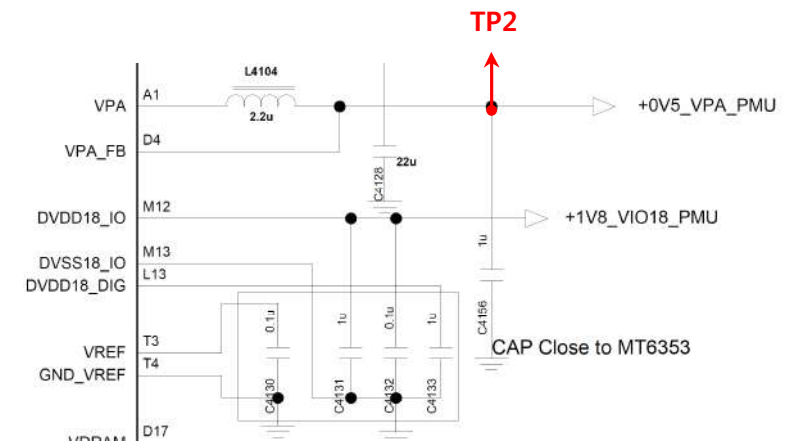 TP2
L4104
VPA A1 2.2u +0V5_VPA_PMU
VPA_FB D4
22u
C4128
DVDD18_IO M12 +1V8_VIO18_PMU
DVSS18_IO M13
DVDD18_DIG L13
1u
C4156
0.1u 1u 0.1u 1u
VREF T3
CAP Close to MT6353
GND_VREF T4
C4130 C4131 C4132 C4133
VDRAM D17